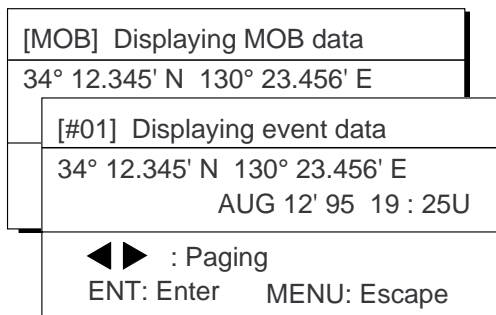 [MOB] Displaying MOB data
34° 12.345' N 130° 23.456' E
[#01] Displaying event data
34° 12.345' N 130° 23.456' E
AUG 12' 95 19 : 25U
◀ ▶ : Paging
ENT: Enter MENU: Escape